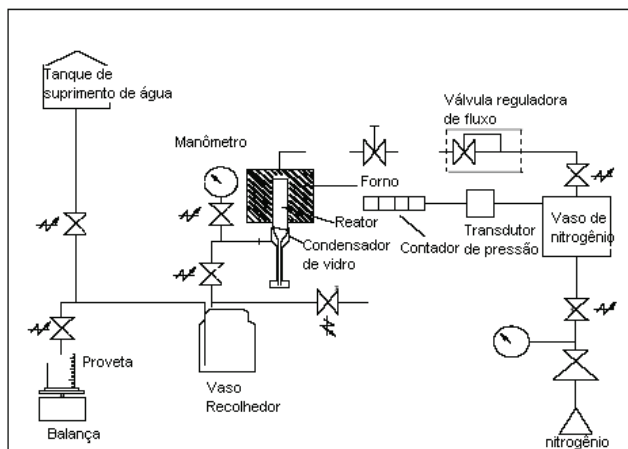 Tanque de
suprimento de água
Manômetro
Válvula reguladora
de fluxo
Forno
Reator
Condensador
de vidro
Contador
Transdutor
de pressão
Vaso de
nitrogênio
Proveta
Balança
Vaso
Recolhedor
nitrogênio